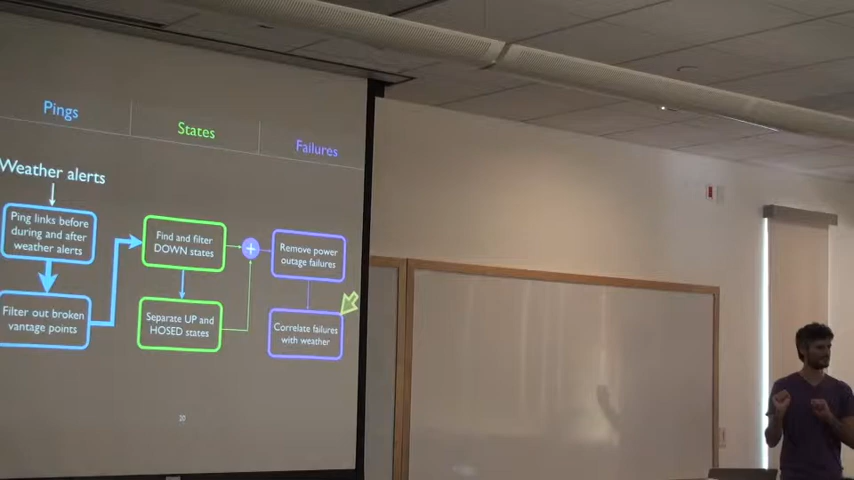 Pings
States
Failures
Weather alerts
Ping links before
during and after
weather alerts
Filter out broken
vantage points
Find and filter
DOWN states
Separate UP and
HOSED states
+
Remove power
outage failures
Correlate failures
with weather